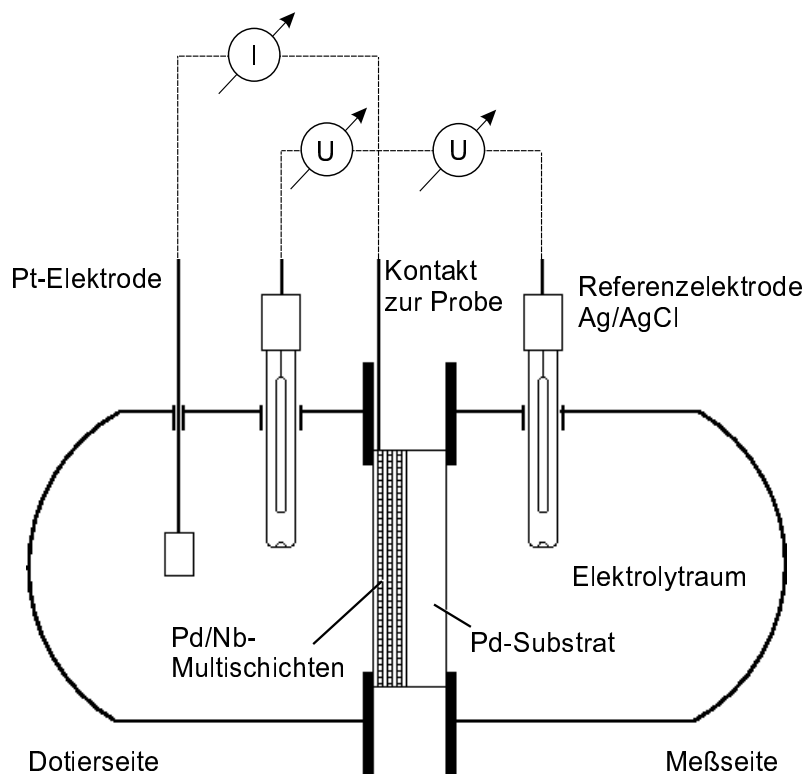 I
U
U
Pt-Elektrode
Kontakt
zur Probe
Referenzelektrode
Ag/AgCl
Elektrolytraum
Pd/Nb-
Multischichten
Pd-Substrat
Dotierseite
Meßseite